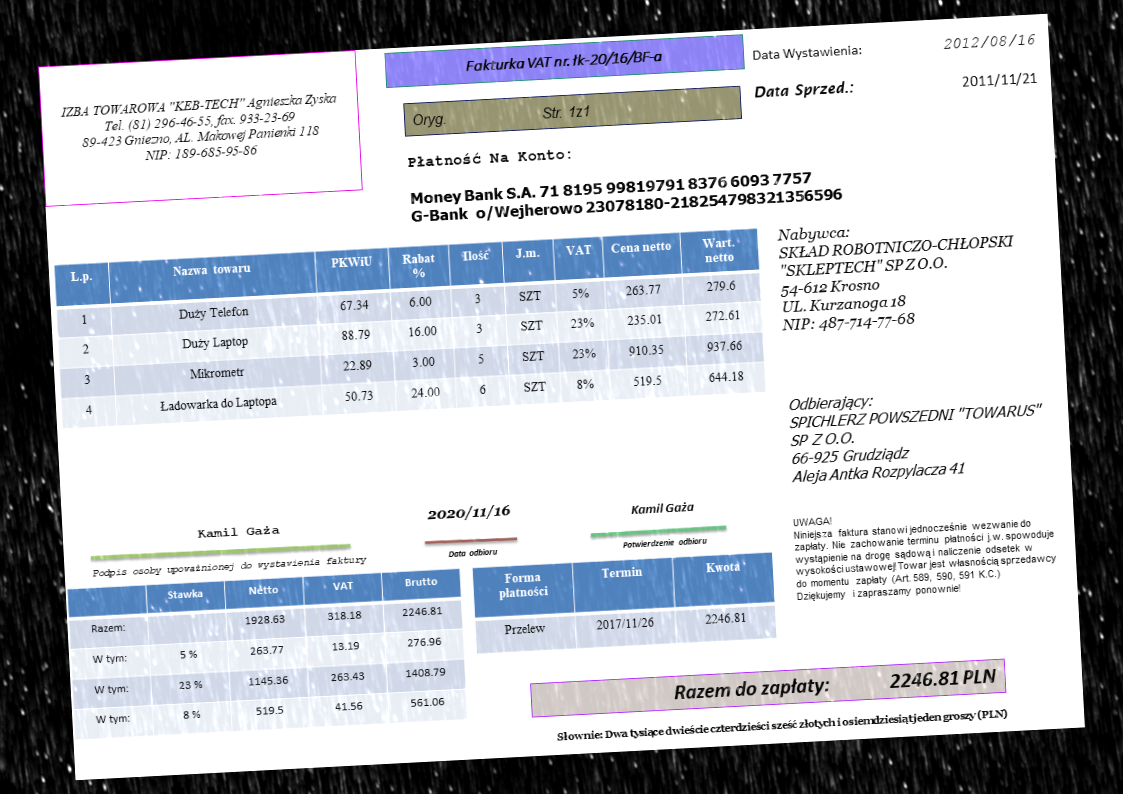 IZBA TOWAROWA "KEB-TECH" Agnieszka Zyska
Tel. (81) 296-46-55, fax. 933-23-69
89-423 Gniezno, AL. Makowej Panienki 118
NIP: 189-685-95-86
Fakturka VAT nr. łk-20/16/BF-a
Oryg. Str. 1z1
Data Wystawienia: 2012/08/16
Data Sprzed.: 2011/11/21
Płatność Na Konto:
Money Bank S.A. 71 8195 99819791 8376 6093 7757
G-Bank o/Wejherowo 23078180-218254798321356596
Nabywca:
SKŁAD ROBOTNICZO-CHŁOPSKI
"SKLEPTECH" SP Z O.O.
54-612 Krosno
UL. Kurzanoga 18
NIP: 487-714-77-68
L.p. Nazwa towaru PKWiU Rabat % Ilość J.m. VAT Cena netto Wart. netto
1 Duży Telefon 67.34 6.00 3 SZT 5% 263.77 279.6
2 Duży Laptop 88.79 16.00 3 SZT 23% 235.01 272.61
3 Mikrometr 22.89 3.00 5 SZT 23% 910.35 937.66
4 Ładowarka do Laptopa 50.73 24.00 6 SZT 8% 519.5 644.18
Odbierający:
SPICHLERZ POWSZEDNI "TOWARUS"
SP Z O.O.
66-925 Grudziądz
Aleja Antka Rozpylacza 41
Kamil Gaża
Podpis osoby upoważnionej do wystawienia faktury
2020/11/16
Data odbioru
Kamil Gaża
Potwierdzenie odbioru
UWAGA!
Niniejsza faktura stanowi jednocześnie wezwanie do
zapłaty. Nie zachowanie terminu płatności j.w. spowoduje
wystąpienie na drogę sądową i naliczenie odsetek w
wysokości ustawowej! Towar jest własnością sprzedawcy
do momentu zapłaty (Art. 589, 590, 591 K.C.)
Dziękujemy i zapraszamy ponownie!
Stawka Netto VAT Brutto
Razem: 1928.63 318.18 2246.81
W tym: 5 % 263.77 13.19 276.96
W tym: 23 % 1145.36 263.43 1408.79
W tym: 8 % 519.5 41.56 561.06
Forma płatności Termin Kwota
Przelew 2017/11/26 2246.81
Razem do zapłaty: 2246.81 PLN
Słownie: Dwa tysiące dwieście czterdzieści sześć złotych i osiemdziesiąt jeden groszy (PLN)